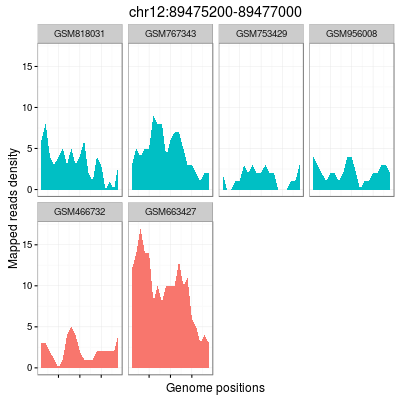 chr12:89475200-89477000
GSM818031 GSM767343 GSM753429 GSM956008
15
10
5
0
GSM466732 GSM663427
15
10
5
0
Mapped reads density
Genome positions